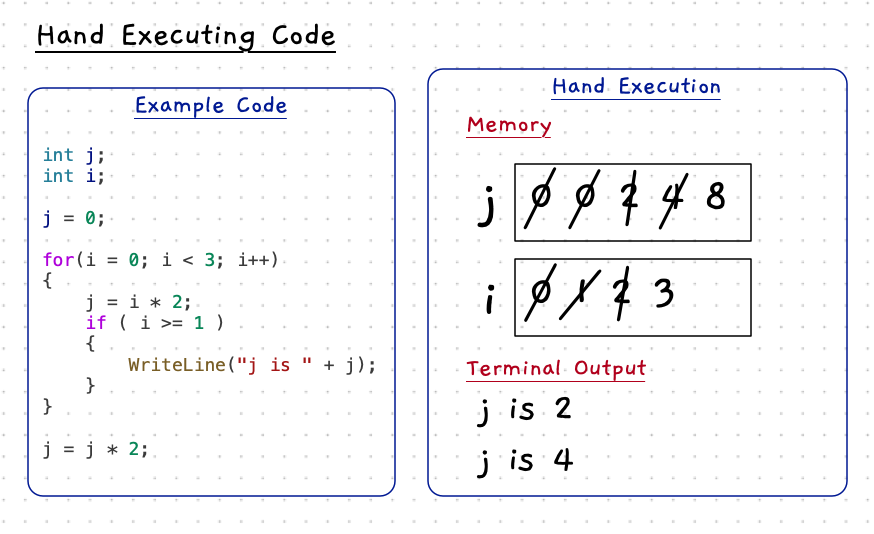 Hand Executing Code
Example Code
int j;
int i;
j = 0;
for(i = 0; i < 3; i++)
{
j = i * 2;
if ( i >= 1 )
{
WriteLine("j is " + j);
}
}
j = j * 2;
Hand Execution
Memory
j 0 0 2 4 8
i 0 1 2 3
Terminal Output
j is 2
j is 4